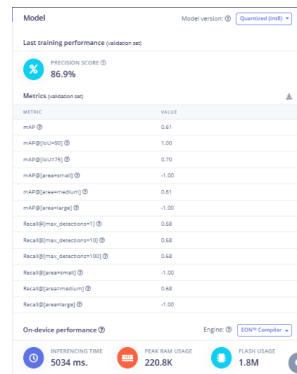 Model
Model version: Quantized (int8)
Last training performance (validation set)
%
PRECISION SCORE
86.9%
Metrics (validation set)
METRIC VALUE
mAP 0.61
mAP@[IoU=50] 1.00
mAP@[IoU=75] 0.70
mAP@[area=small] -1.00
mAP@[area=medium] 0.61
mAP@[area=large] -1.00
Recall@[max_detections=1] 0.68
Recall@[max_detections=10] 0.68
Recall@[max_detections=100] 0.68
Recall@[area=small] -1.00
Recall@[area=medium] 0.68
Recall@[area=large] -1.00
On-device performance Engine: EON™ Compiler
INFERENCING TIME PEAK RAM USAGE FLASH USAGE
5034 ms. 220.8K 1.8M